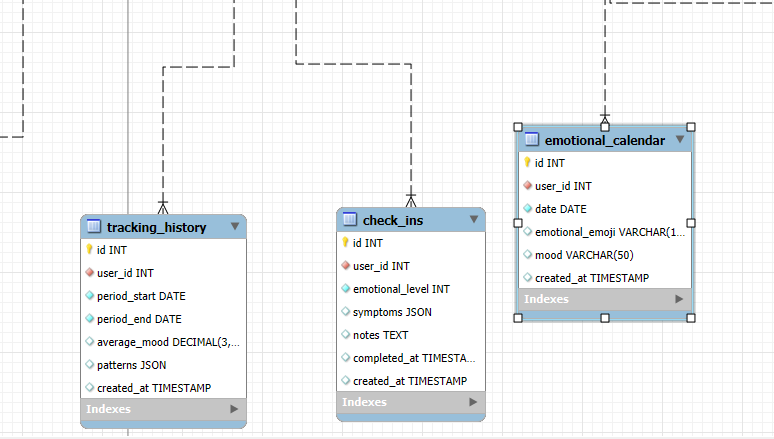 tracking_history
id INT
user_id INT
period_start DATE
period_end DATE
average_mood DECIMAL(3,...
patterns JSON
created_at TIMESTAMP
Indexes
check_ins
id INT
user_id INT
emotional_level INT
symptoms JSON
notes TEXT
completed_at TIMESTA...
created_at TIMESTAMP
Indexes
emotional_calendar
id INT
user_id INT
date DATE
emotional_emoji VARCHAR(1...
mood VARCHAR(50)
created_at TIMESTAMP
Indexes